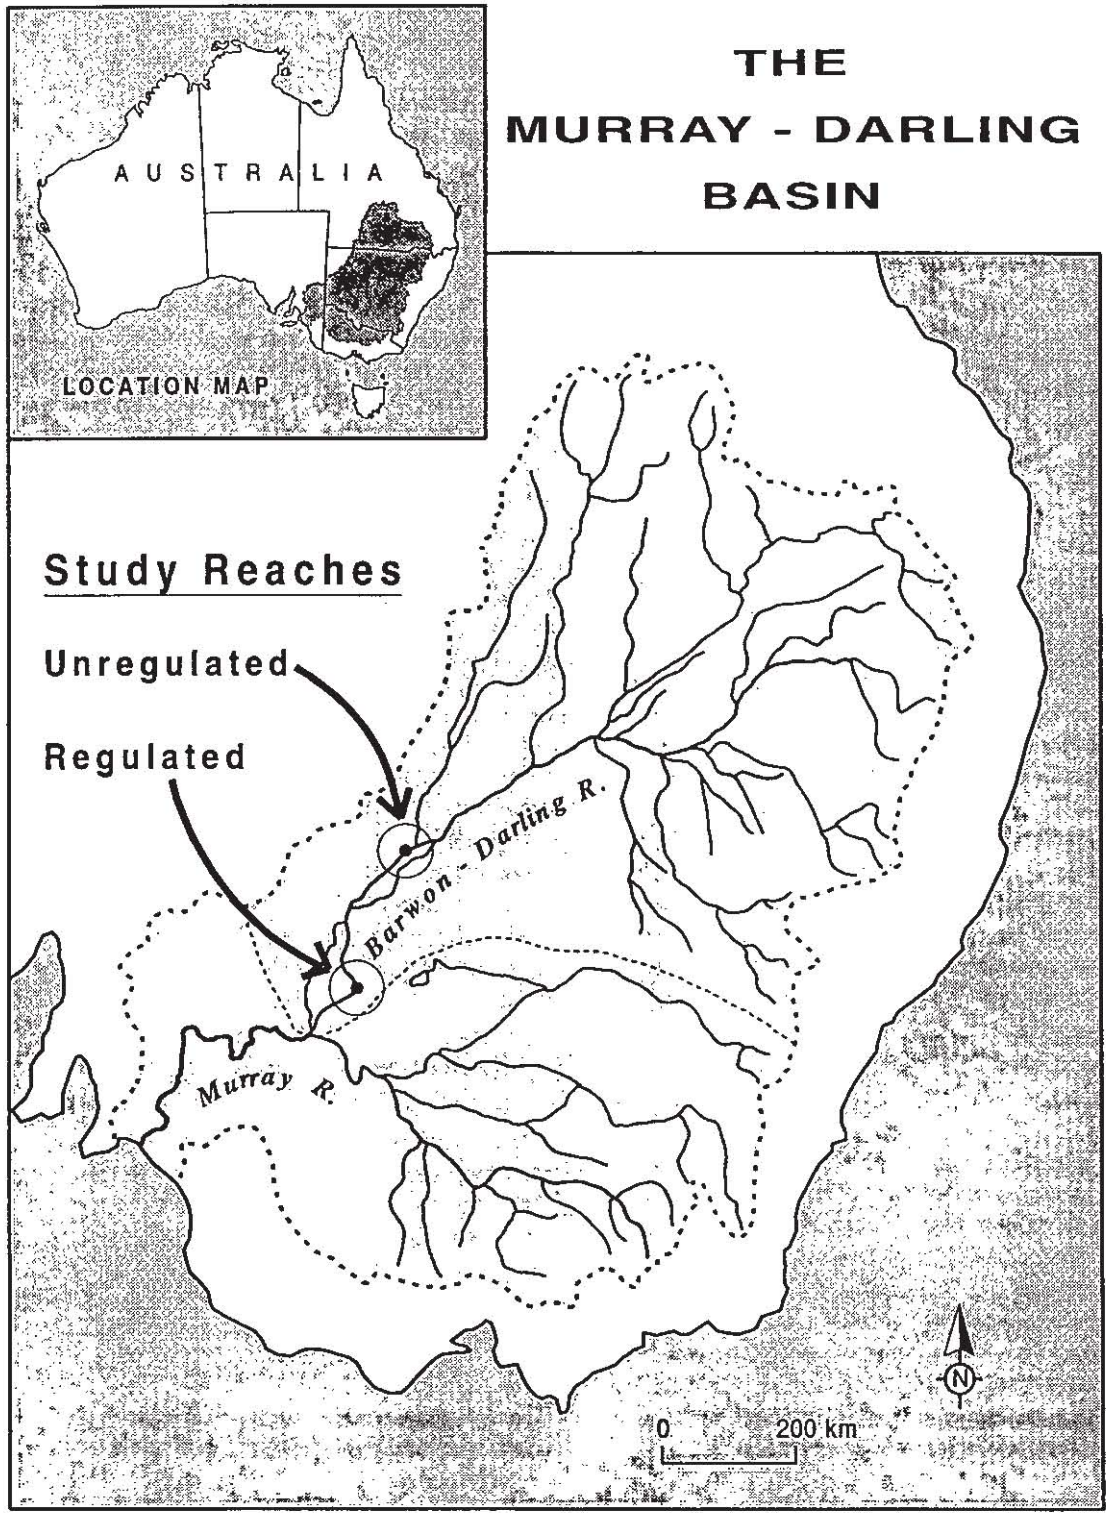 THE
MURRAY - DARLING
BASIN
AUSTRALIA
LOCATION MAP
Study Reaches
Unregulated
Regulated
Barwon - Darling R.
Murray R.
N
0 200 km